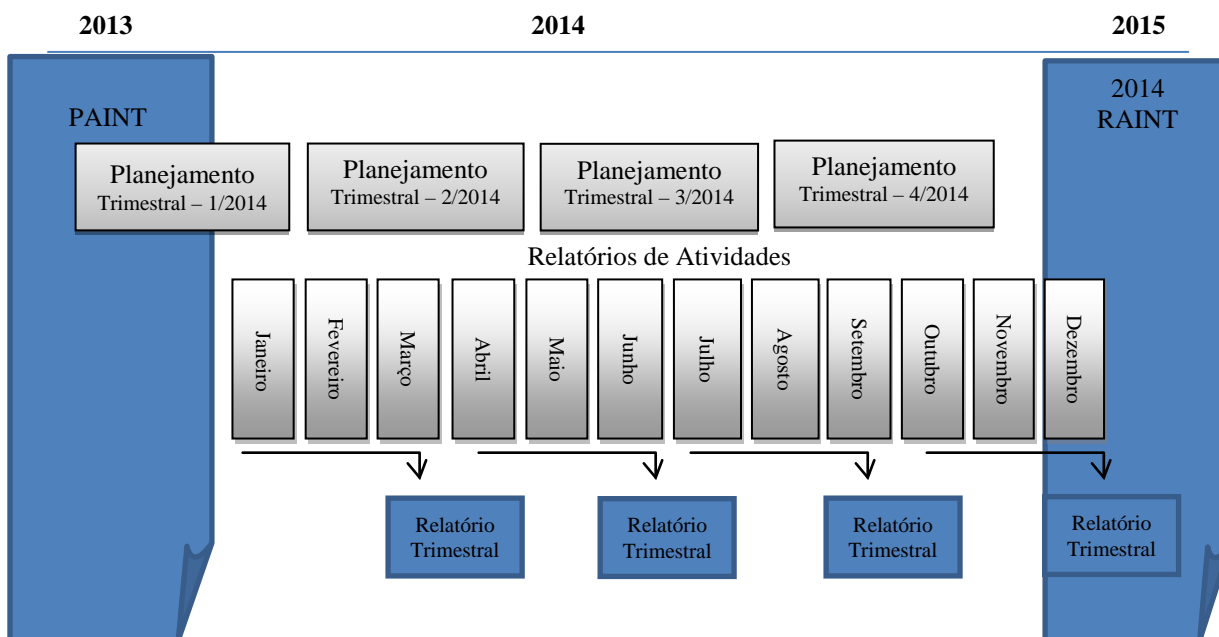 2013
2014
2015
PAINT
2014
RAINT
Planejamento
Trimestral – 1/2014
Planejamento
Trimestral – 2/2014
Planejamento
Trimestral – 3/2014
Planejamento
Trimestral – 4/2014
Relatórios de Atividades
Janeiro
Fevereiro
Março
Abril
Maio
Junho
Julho
Agosto
Setembro
Outubro
Novembro
Dezembro
Relatório
Trimestral
Relatório
Trimestral
Relatório
Trimestral
Relatório
Trimestral